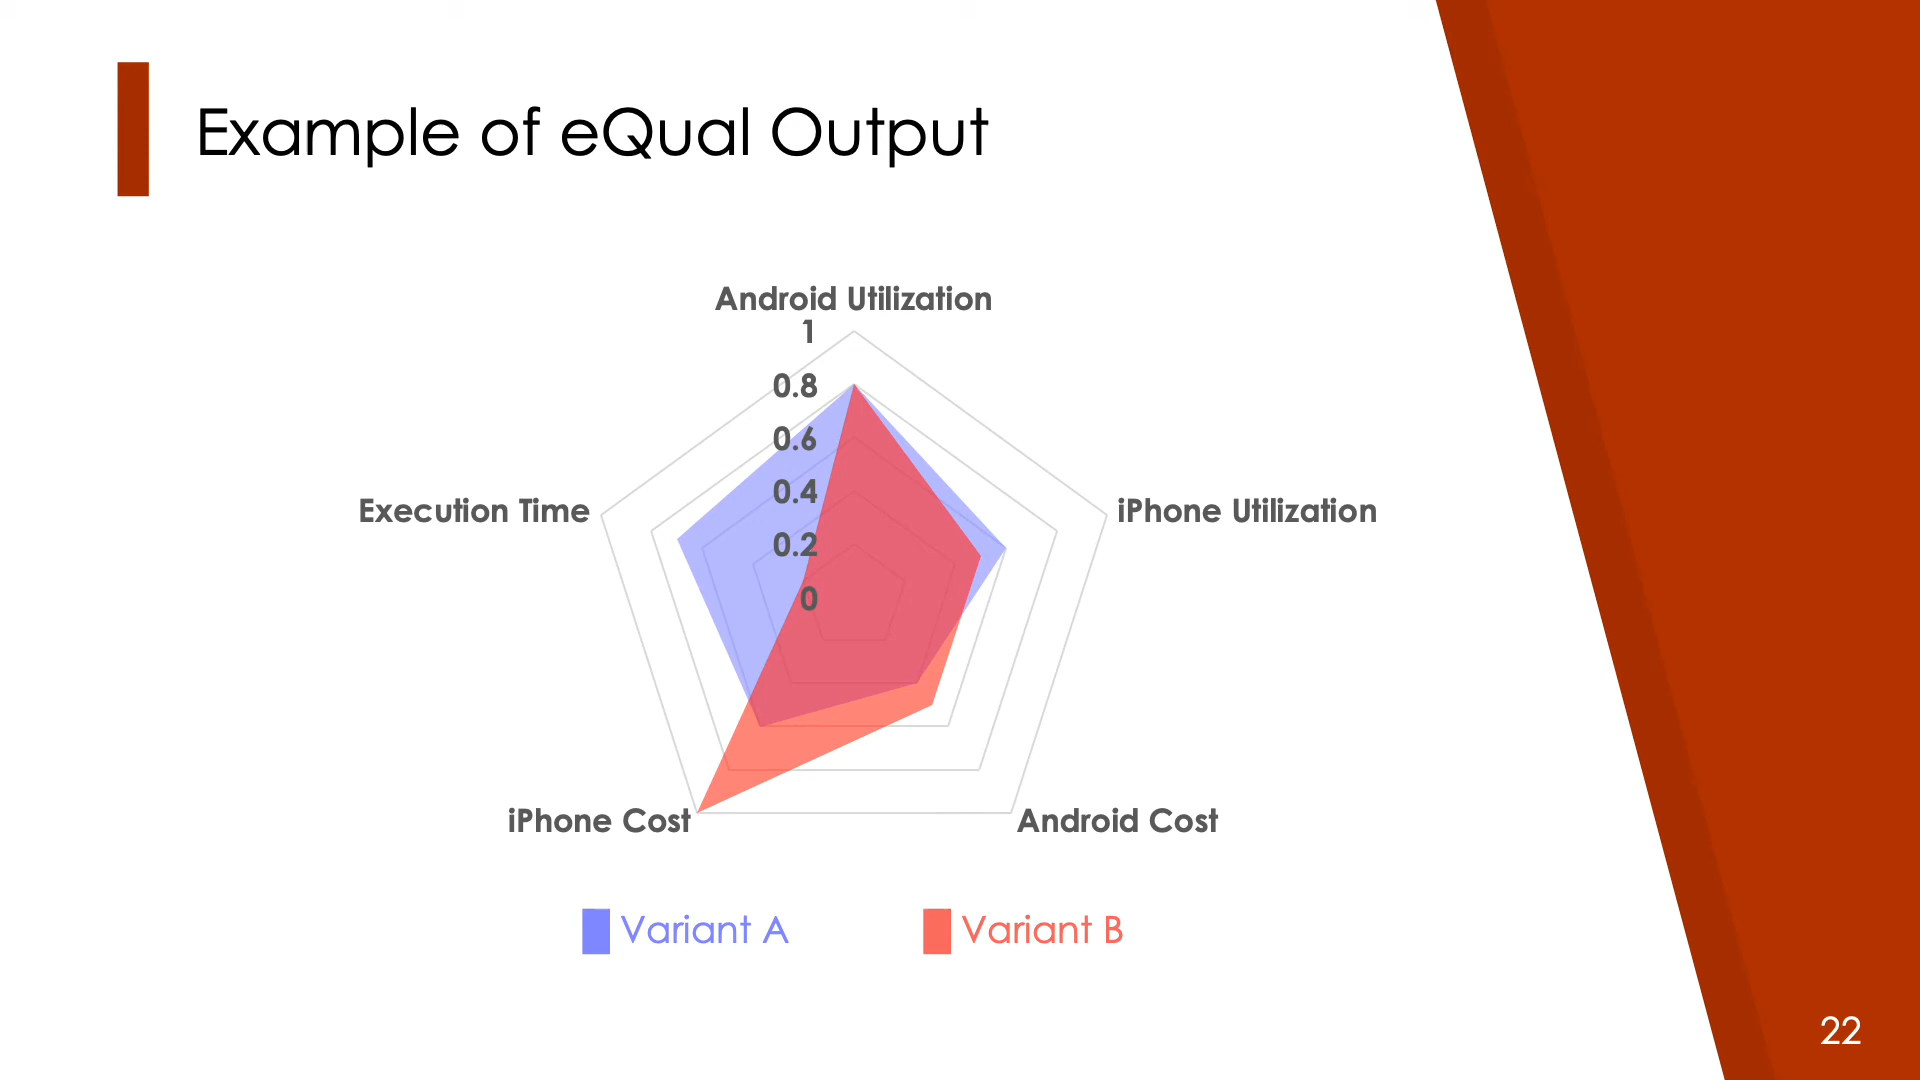 Example of eQual Output
Android Utilization
1
0.8
0.6
0.4
0.2
0
Execution Time
iPhone Utilization
iPhone Cost
Android Cost
Variant A
Variant B
22